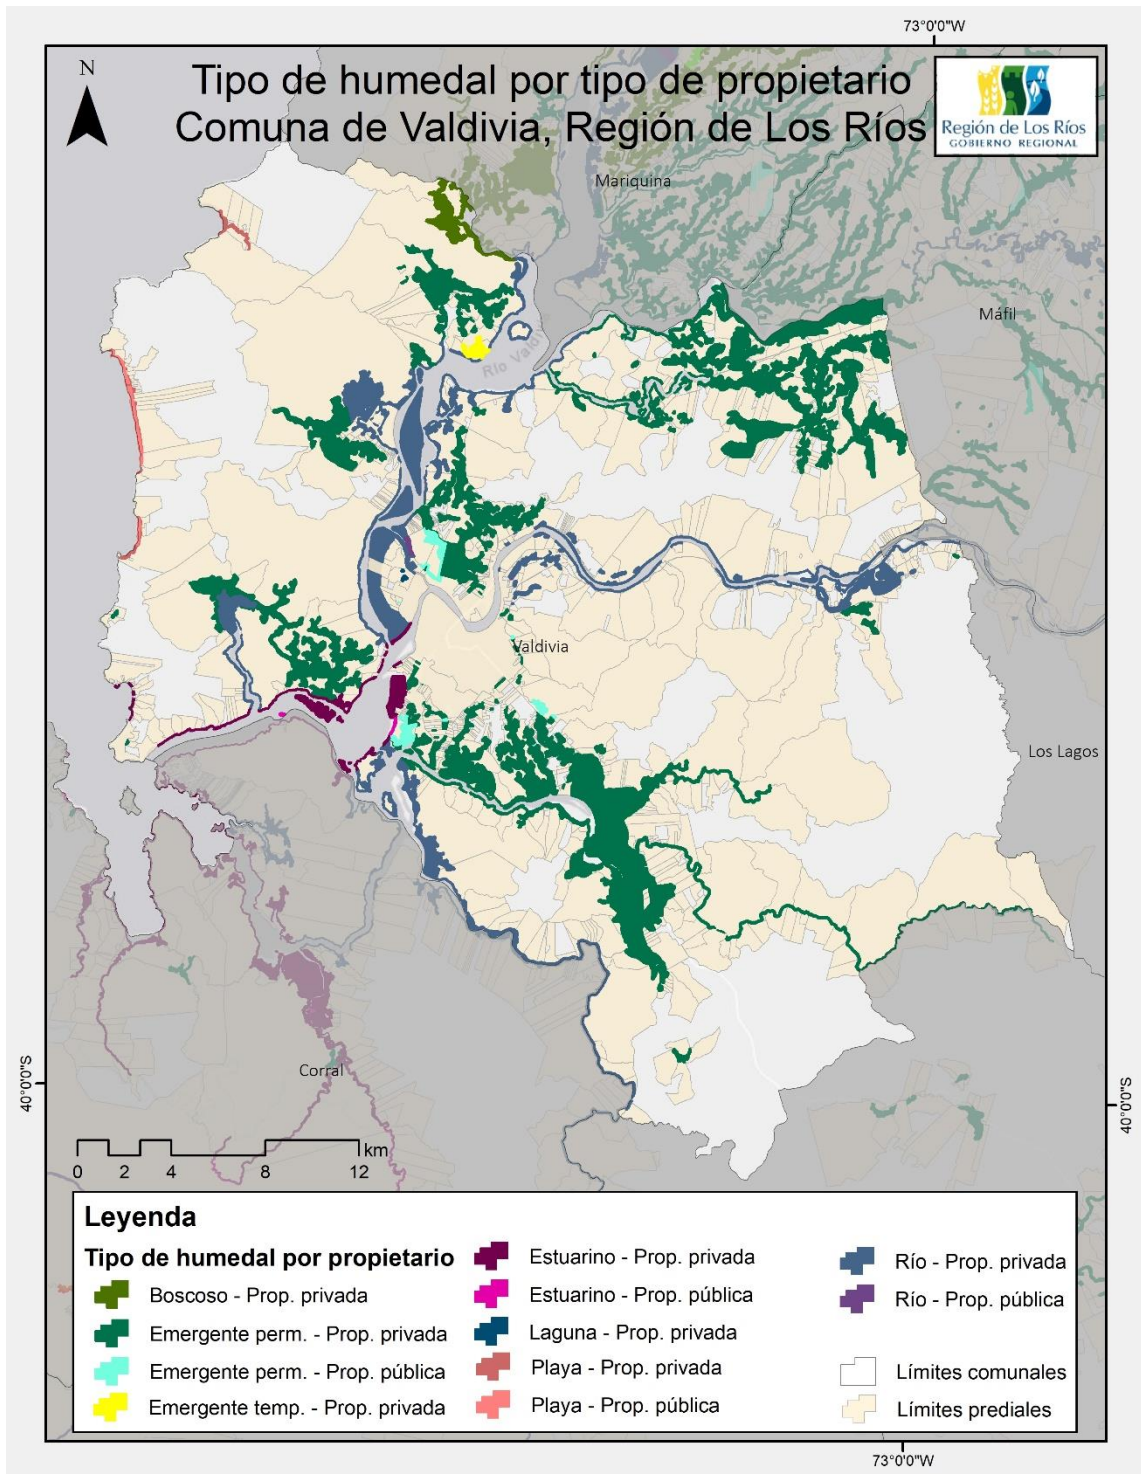 73°0'0"W
N
Tipo de humedal por tipo de propietario
Comuna de Valdivia, Región de Los Ríos
Región de Los Ríos
GOBIERNO REGIONAL
Mariquina
Máfil
Río Valdivia
Valdivia
Los Lagos
Corral
40°0'0"S
40°0'0"S
km
0 2 4 8 12
Leyenda
Tipo de humedal por propietario
Boscoso - Prop. privada
Emergente perm. - Prop. privada
Emergente perm. - Prop. pública
Emergente temp. - Prop. privada
Estuarino - Prop. privada
Estuarino - Prop. pública
Laguna - Prop. privada
Playa - Prop. privada
Playa - Prop. pública
Río - Prop. privada
Río - Prop. pública
Límites comunales
Límites prediales
73°0'0"W